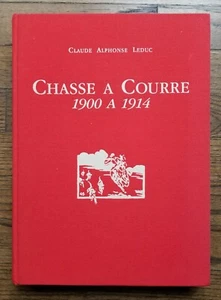 Claude Alphonse Leduc
Chasse a Courre
1900 A 1914